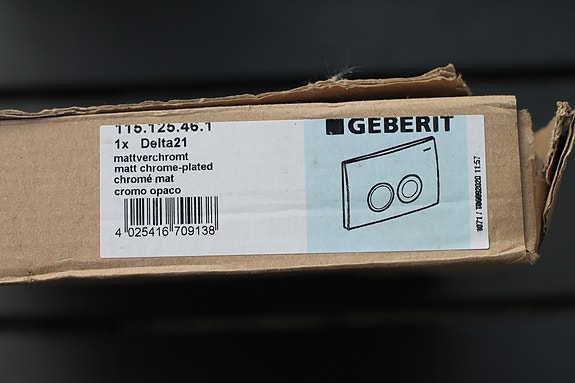 115.125.46.1
1x Delta21
mattverchromt
matt chrome-plated
chromé mat
cromo opaco
4 025416 709138
GEBERIT